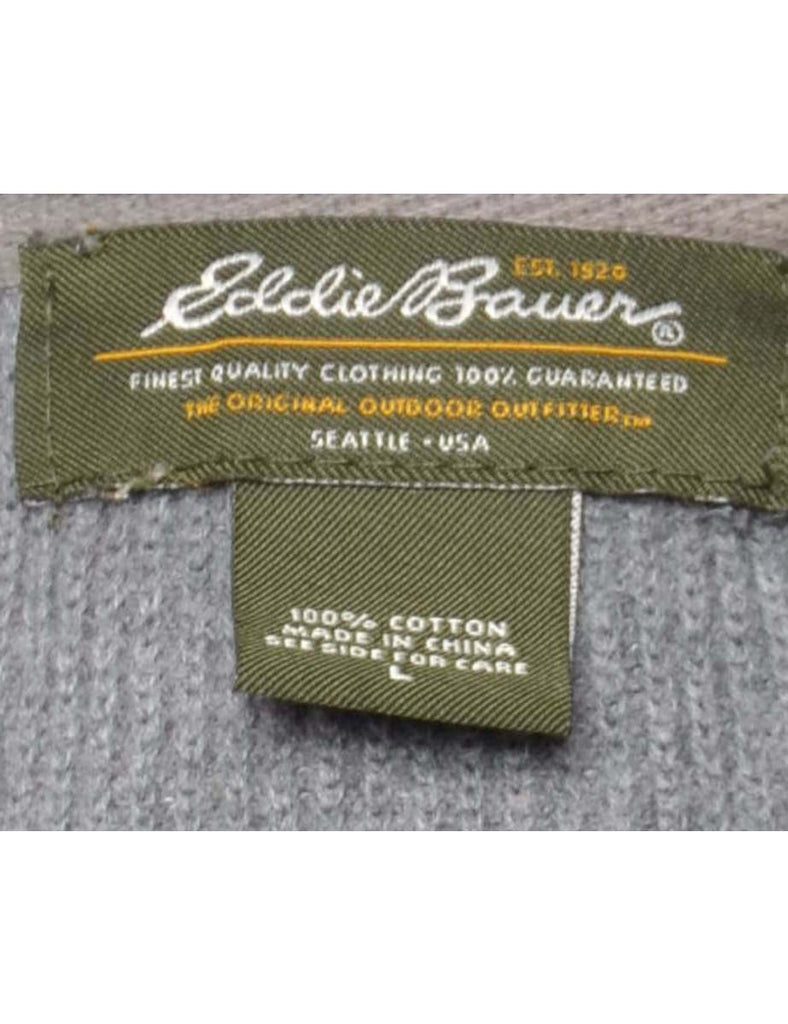 Eddie Bauer®
EST. 1920
FINEST QUALITY CLOTHING 100% GUARANTEED
THE ORIGINAL OUTDOOR OUTFITTER™
SEATTLE • USA
100% COTTON
MADE IN CHINA
SEE SIDE FOR CARE
L